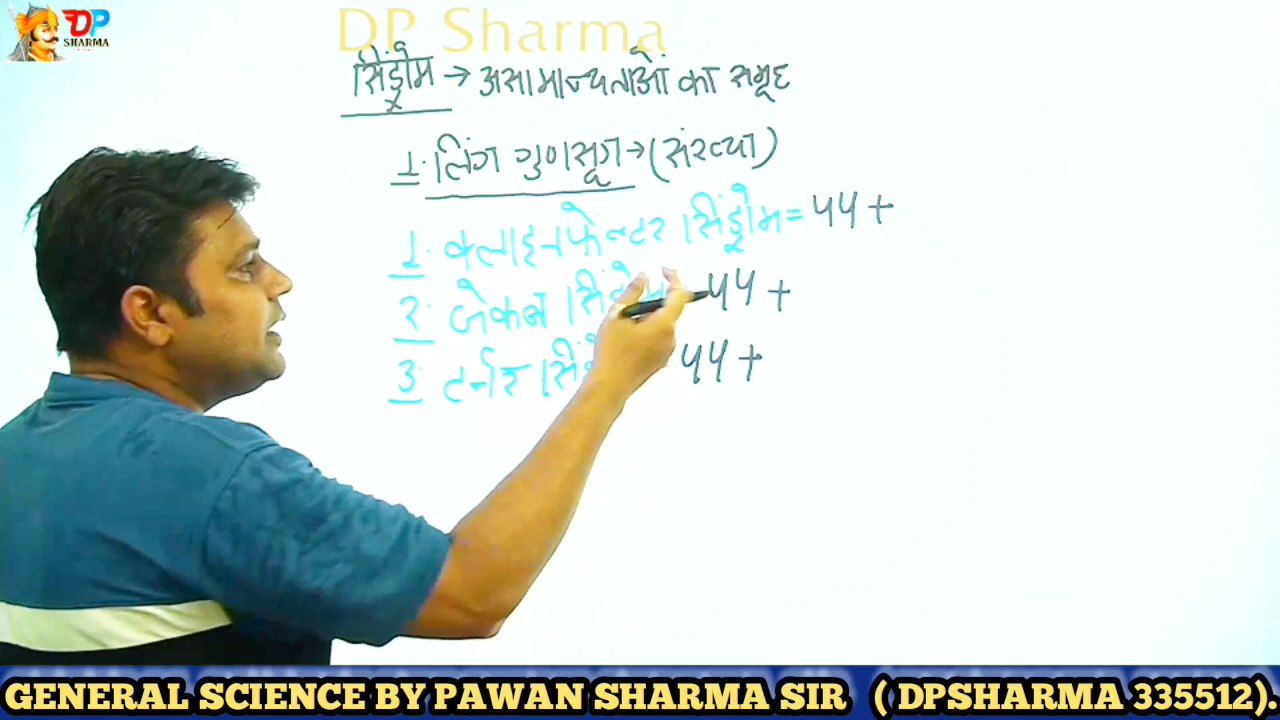 DP
SHARMA
DP Sharma
सिंड्रोम → असामान्यताओं का समूह
1. लिंग गुणसूत्र → (संख्या)
1. क्लाइनफेल्टर सिंड्रोम = 44 +
2. जेकब 44 +
3. टर्नर 44 +
GENERAL SCIENCE BY PAWAN SHARMA SIR ( DPSHARMA 335512).